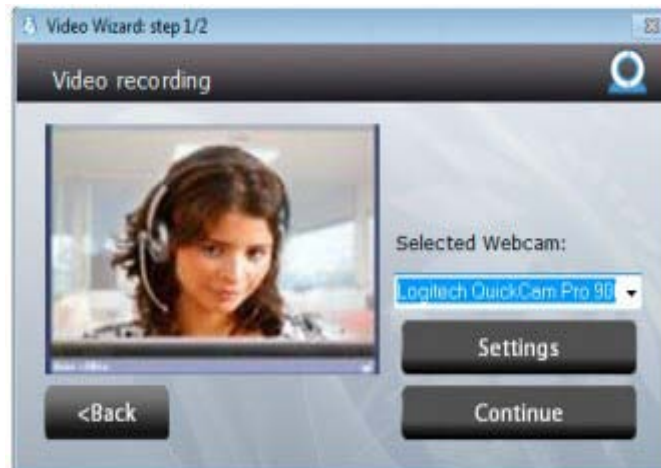 Video Wizard: step 1/2
Video recording
Selected Webcam:
Logitech QuickCam Pro 90
Settings
<Back
Continue